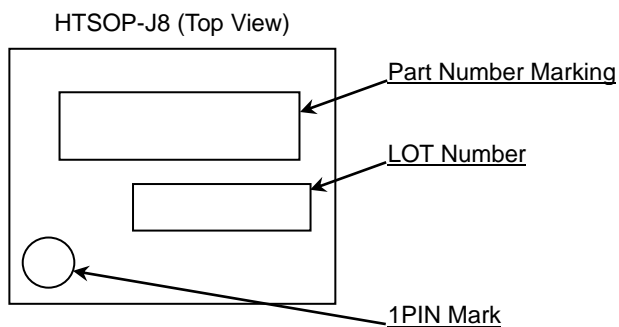 HTSOP-J8 (Top View)
Part Number Marking
LOT Number
1PIN Mark